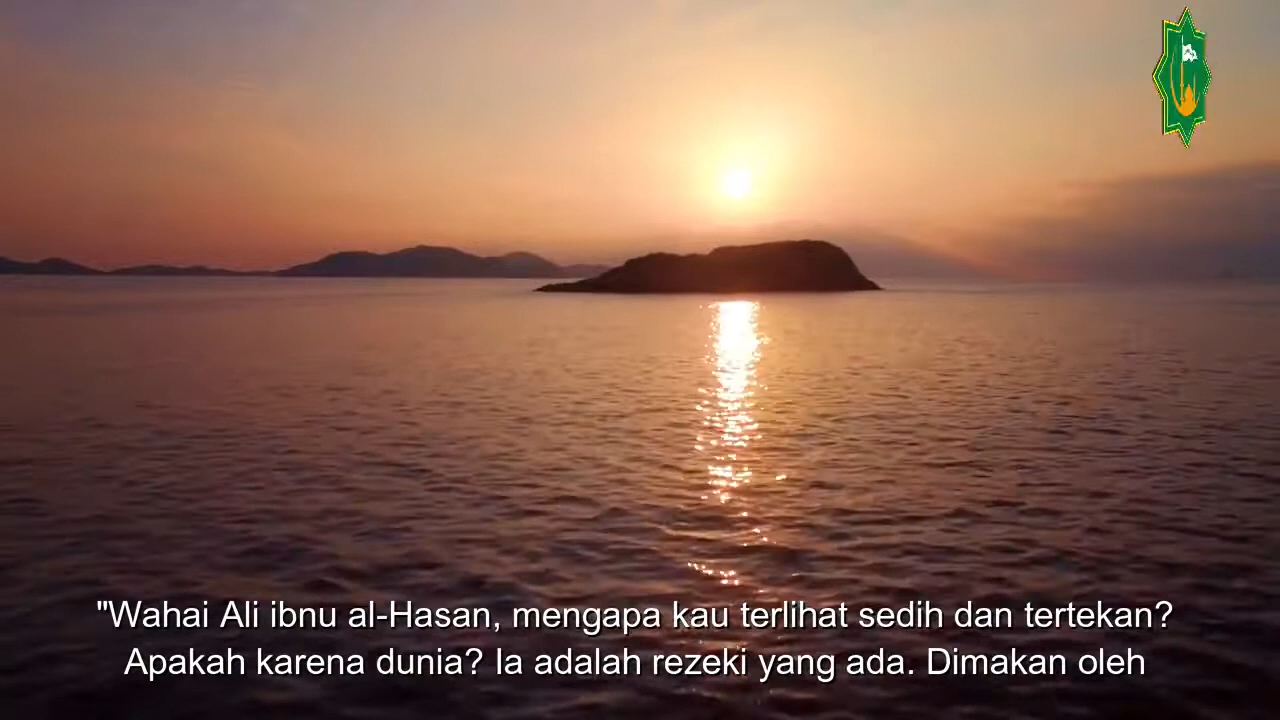 "Wahai Ali ibnu al-Hasan, mengapa kau terlihat sedih dan tertekan?
Apakah karena dunia? Ia adalah rezeki yang ada. Dimakan oleh